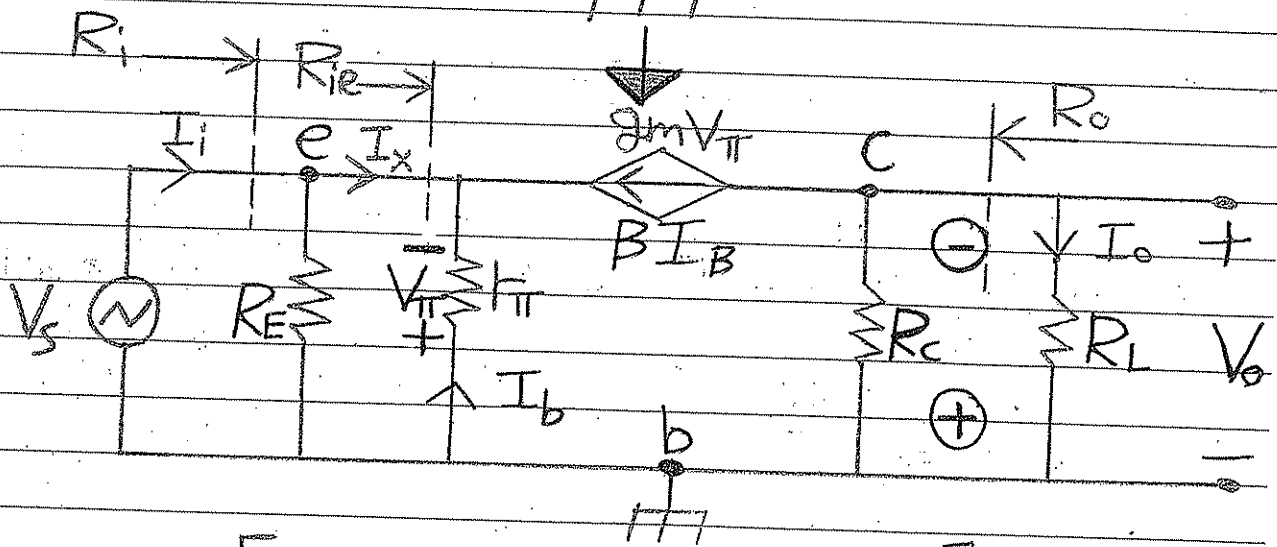 Ri
Rie
Ro
Ii
e
Ix
gmVπ
C
βIB
-
Io
+
Vs
RE
-
Vπ
+
rπ
Rc
RL
Vo
Ib
b
+
-